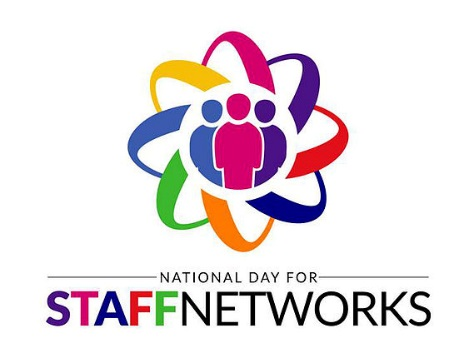 NATIONAL DAY FOR
STAFFNETWORKS